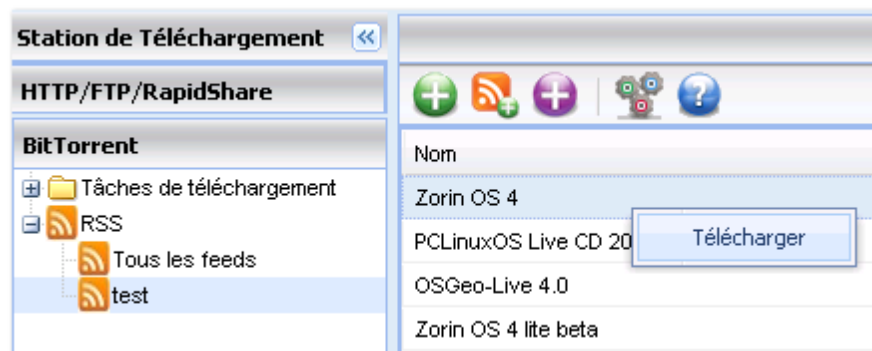 Station de Téléchargement
HTTP/FTP/RapidShare
BitTorrent
Tâches de téléchargement
RSS
Tous les feeds
test
Nom
Zorin OS 4
PCLinuxOS Live CD 20
Télécharger
OSGeo-Live 4.0
Zorin OS 4 lite beta